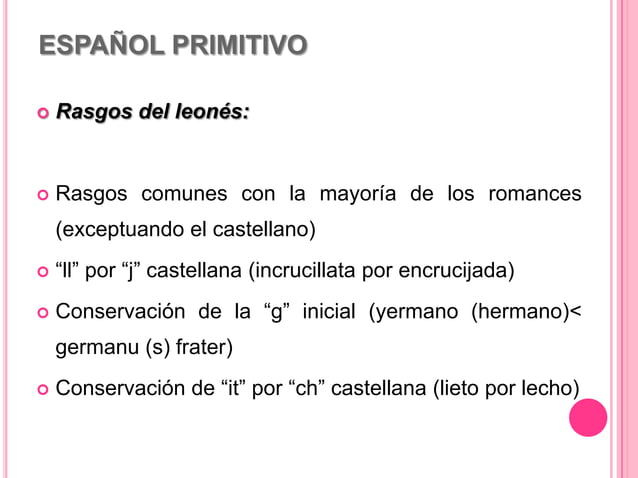 ESPAÑOL PRIMITIVO
Rasgos del leonés:
Rasgos comunes con la mayoría de los romances
(exceptuando el castellano)
“ll” por “j” castellana (incrucillata por encrucijada)
Conservación de la “g” inicial (yermano (hermano)<
germanu (s) frater)
Conservación de “it” por “ch” castellana (lieto por lecho)